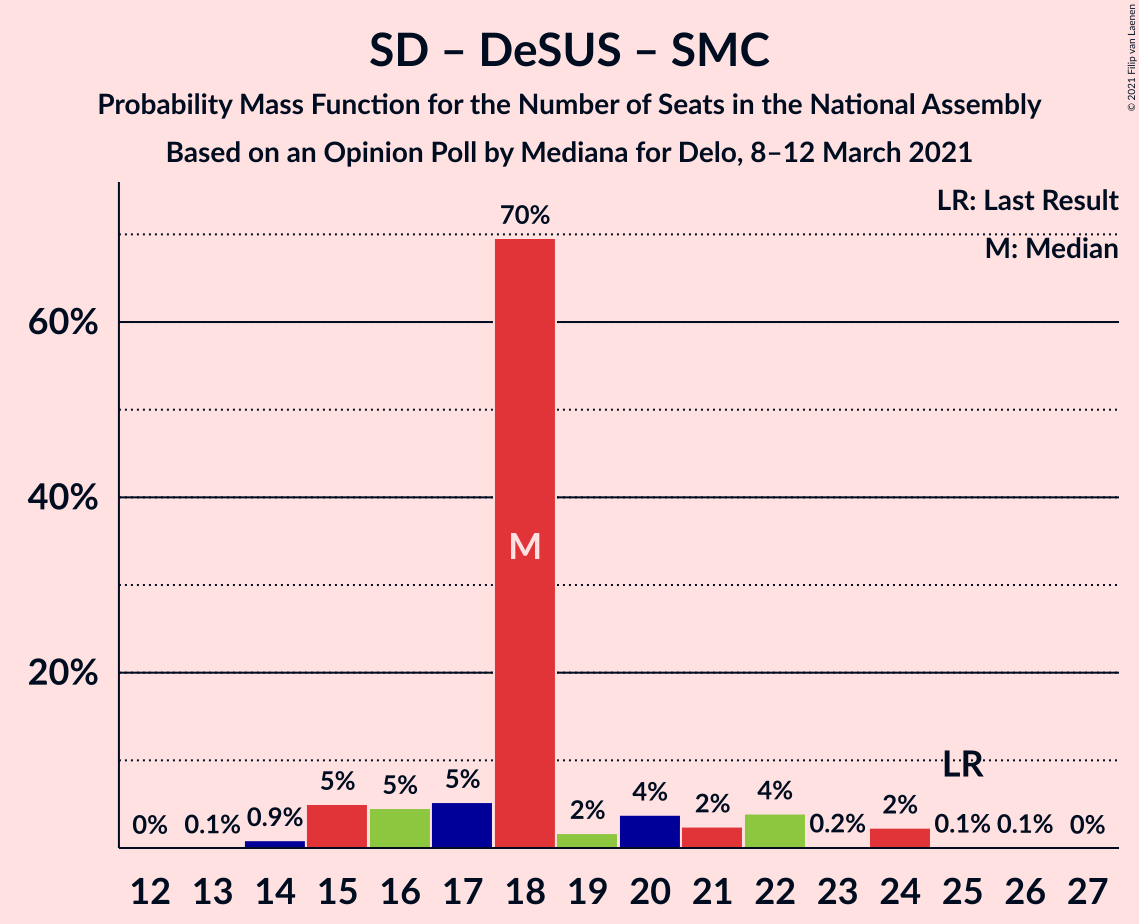 © 2021 Filip van Laenen
SD – DeSUS – SMC
Probability Mass Function for the Number of Seats in the National Assembly
Based on an Opinion Poll by Mediana for Delo, 8–12 March 2021
LR: Last Result
M: Median
70%
60%
40%
20%
M
LR
0% 0.1% 0.9% 5% 5% 5% 2% 4% 2% 4% 0.2% 2% 0.1% 0.1% 0%
12 13 14 15 16 17 18 19 20 21 22 23 24 25 26 27